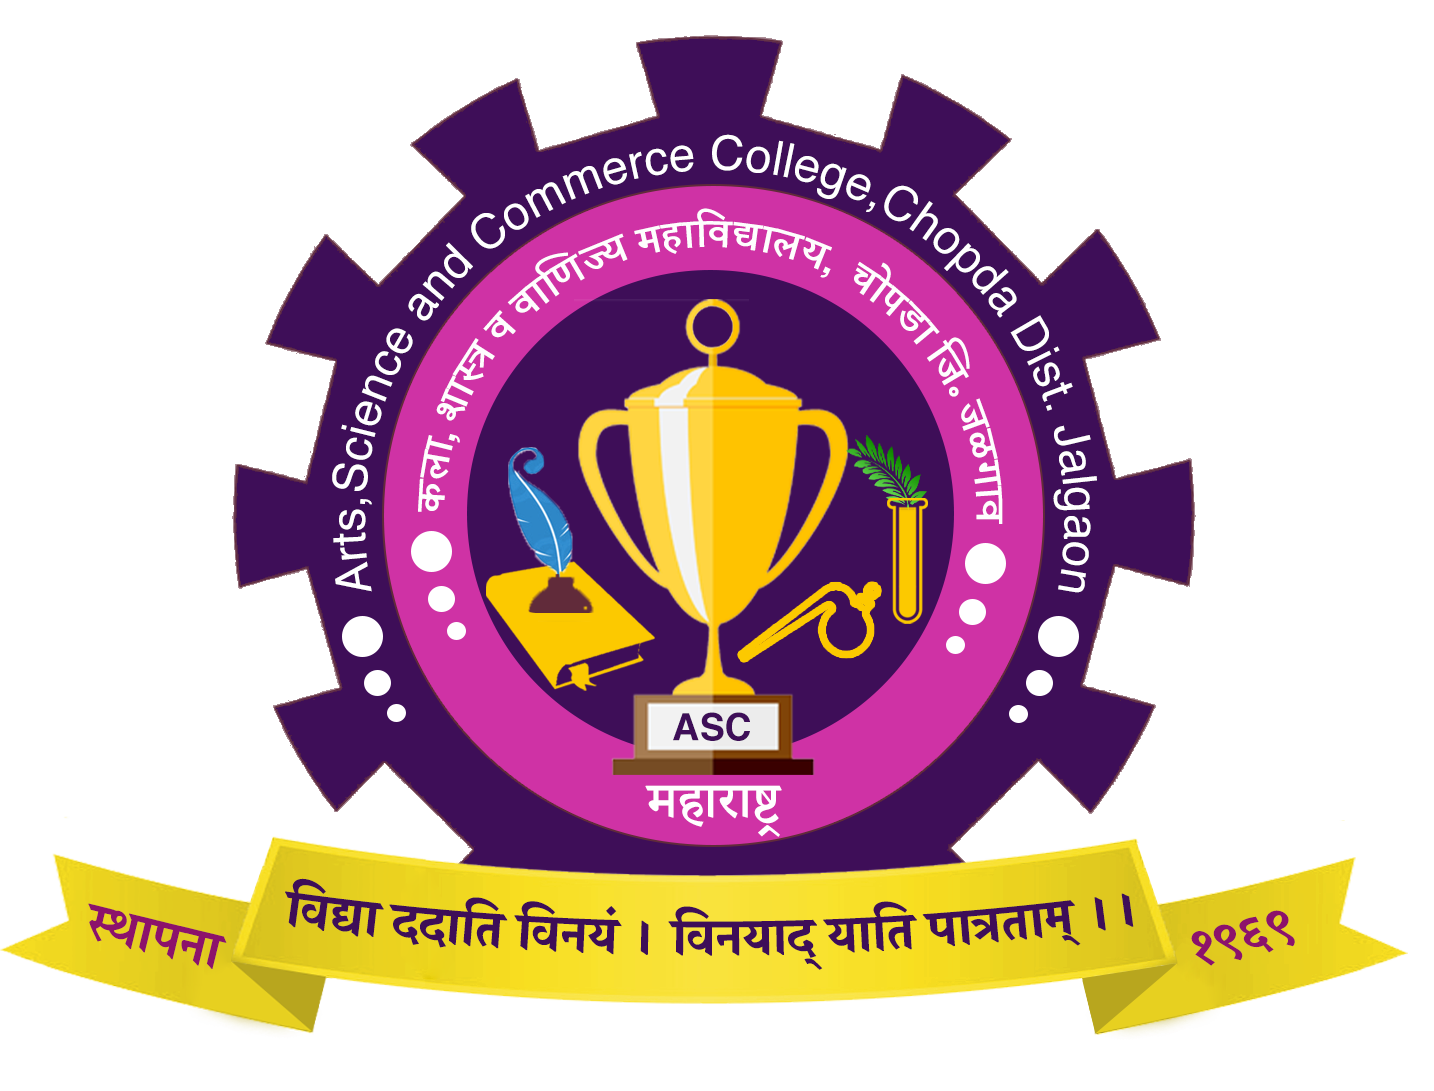 Arts,Science and Commerce College,Chopda Dist. Jalgaon
कला, शास्त्र व वाणिज्य महाविद्यालय, चोपडा जि. जळगाव
ASC
महाराष्ट्र
विद्या ददाति विनयं । विनयाद् याति पात्रताम् ।।
स्थापना १९६९